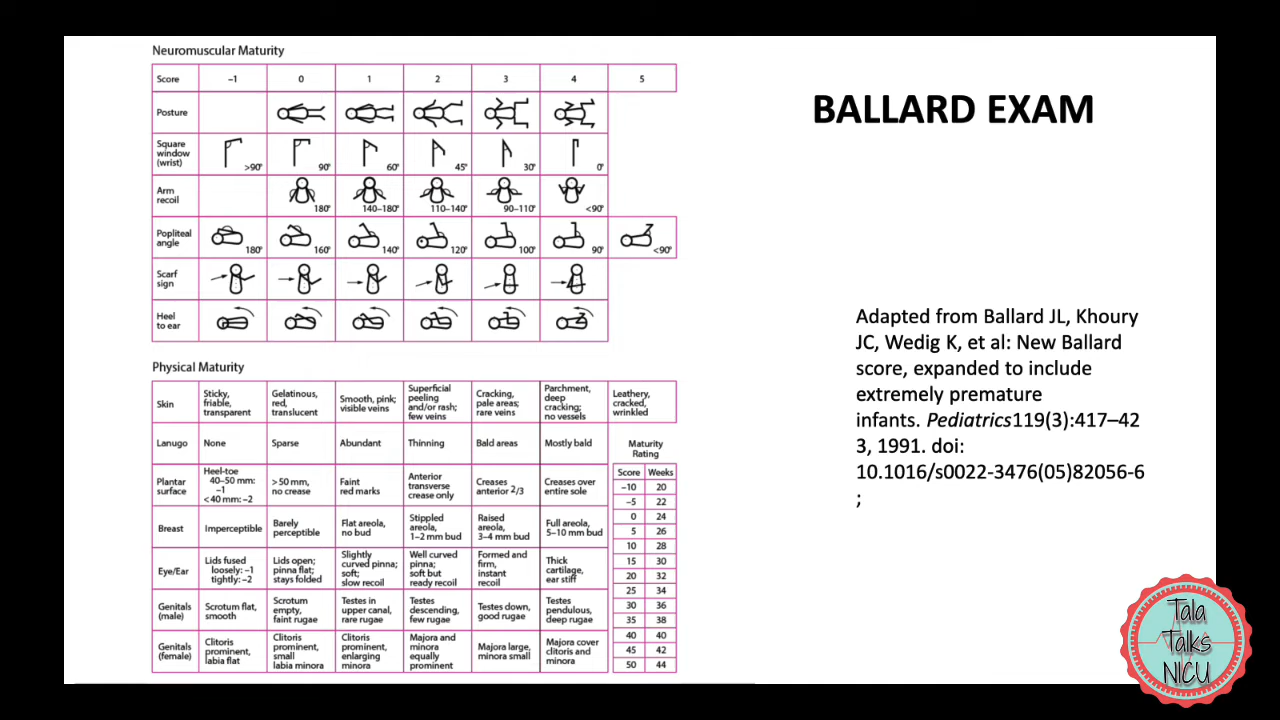 Neuromuscular Maturity
Score −1 0 1 2 3 4 5
Posture
Square window (wrist) >90° 90° 60° 45° 30° 0°
Arm recoil 180° 140–180° 110–140° 90–110° <90°
Popliteal angle 180° 160° 140° 120° 100° 90° <90°
Scarf sign
Heel to ear
Physical Maturity
Skin Sticky, friable, transparent Gelatinous, red, translucent Smooth, pink; visible veins Superficial peeling and/or rash; few veins Cracking, pale areas; rare veins Parchment, deep cracking; no vessels Leathery, cracked, wrinkled
Lanugo None Sparse Abundant Thinning Bald areas Mostly bald
Plantar surface Heel-toe 40–50 mm: −1 <40 mm: −2 >50 mm, no crease Faint red marks Anterior transverse crease only Creases anterior 2/3 Creases over entire sole
Breast Imperceptible Barely perceptible Flat areola, no bud Stippled areola, 1–2 mm bud Raised areola, 3–4 mm bud Full areola, 5–10 mm bud
Eye/Ear Lids fused loosely: −1 tightly: −2 Lids open; pinna flat; stays folded Slightly curved pinna; soft; slow recoil Well curved pinna; soft but ready recoil Formed and firm, instant recoil Thick cartilage, ear stiff
Genitals (male) Scrotum flat, smooth Scrotum empty, faint rugae Testes in upper canal, rare rugae Testes descending, few rugae Testes down, good rugae Testes pendulous, deep rugae
Genitals (female) Clitoris prominent, labia flat Clitoris prominent, small labia minora Clitoris prominent, enlarging minora Majora and minora equally prominent Majora large, minora small Majora cover clitoris and minora
Maturity Rating
Score Weeks
−10 20
−5 22
0 24
5 26
10 28
15 30
20 32
25 34
30 36
35 38
40 40
45 42
50 44
BALLARD EXAM
Adapted from Ballard JL, Khoury
JC, Wedig K, et al: New Ballard
score, expanded to include
extremely premature
infants. Pediatrics119(3):417–42
3, 1991. doi:
10.1016/s0022-3476(05)82056-6
;
Tala
Talks
NICU